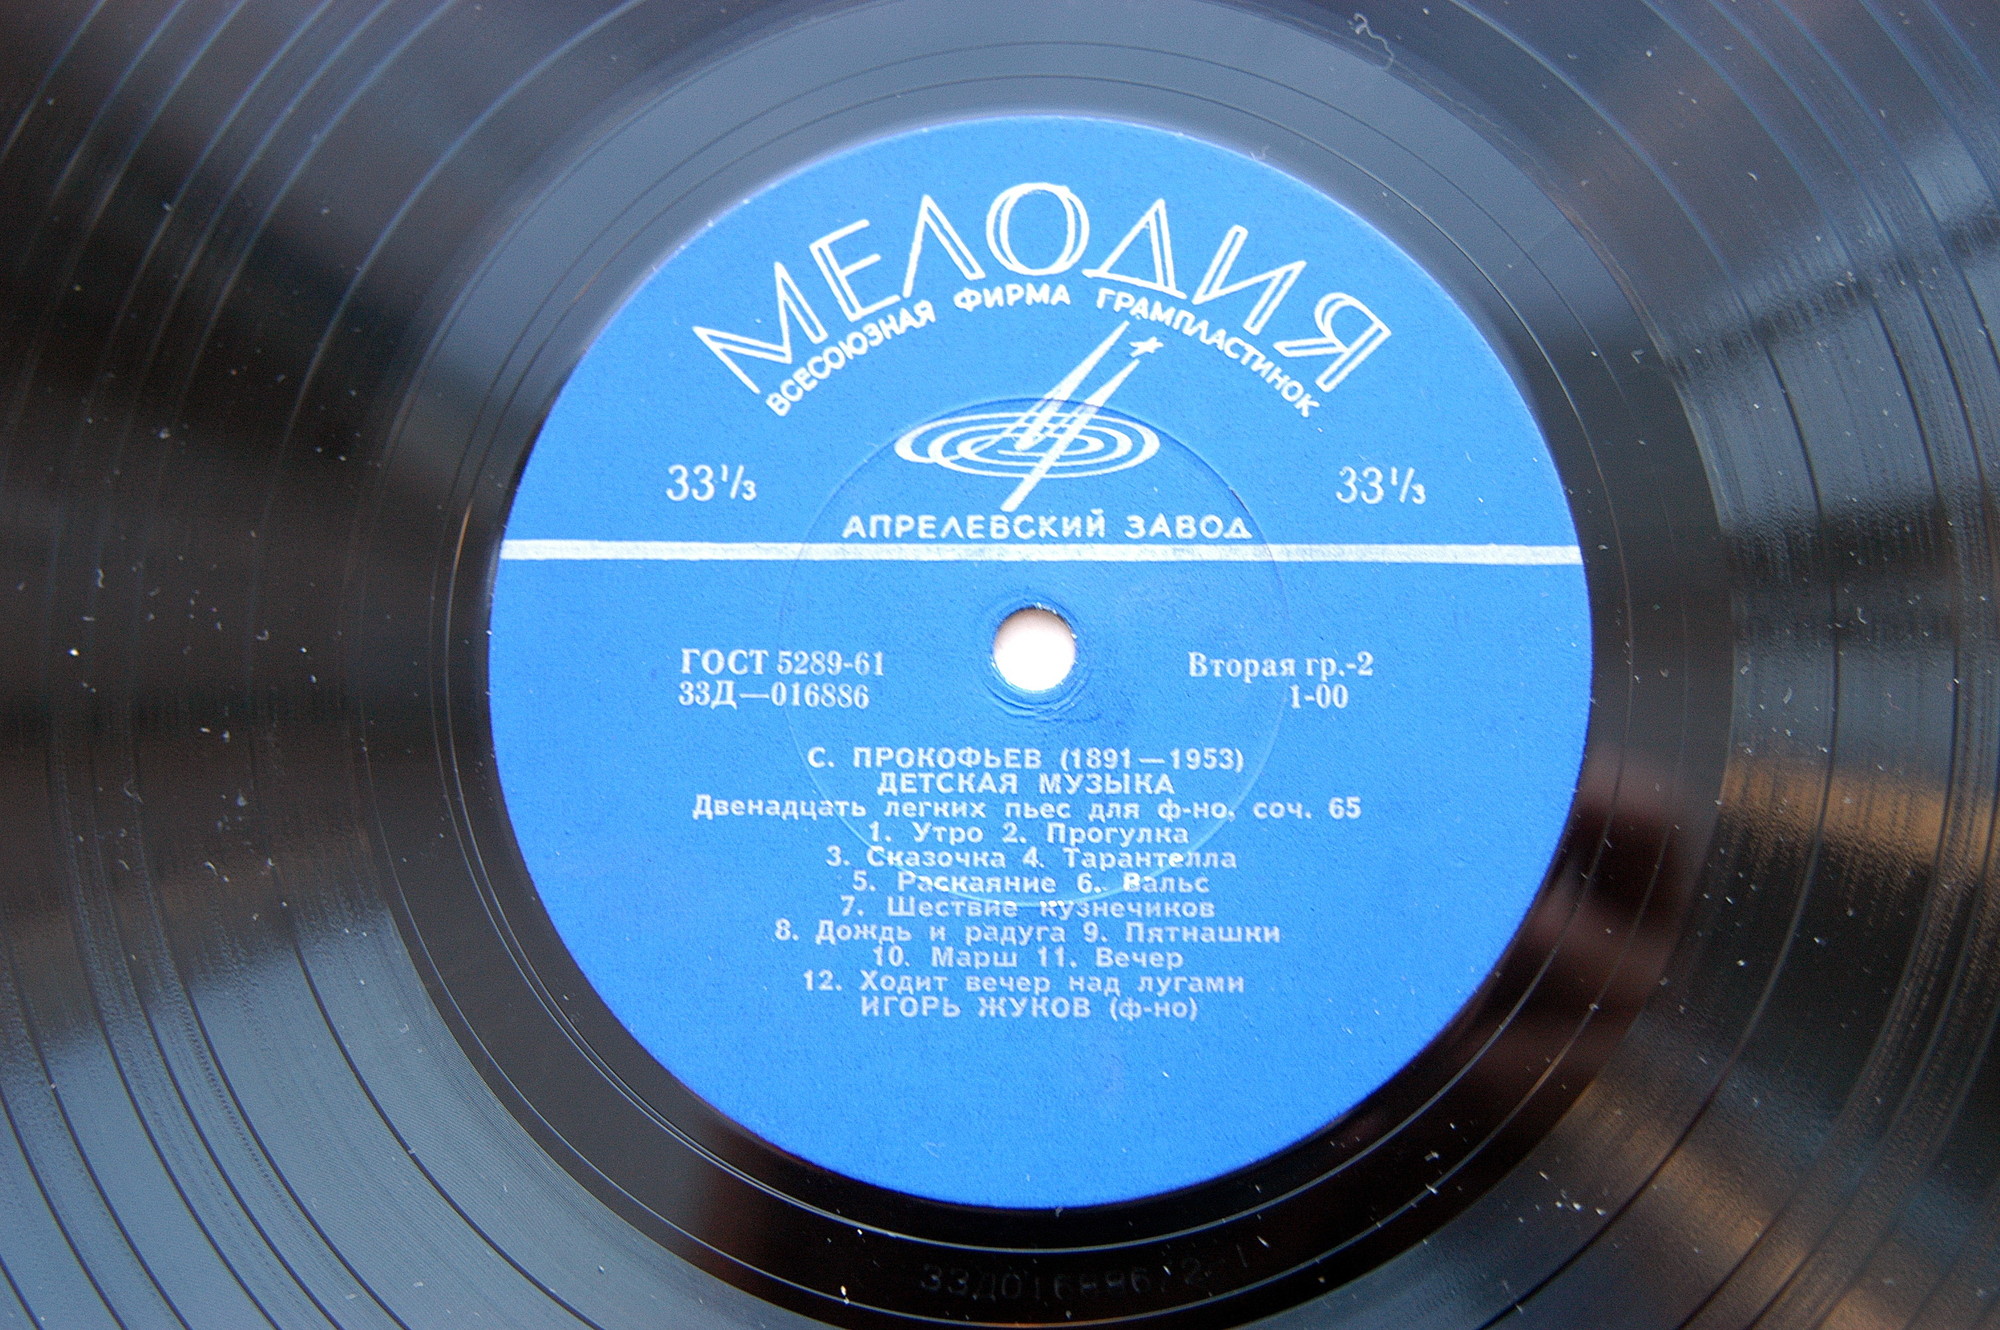 МЕЛОДИЯ
ВСЕСОЮЗНАЯ ФИРМА ГРАМПЛАСТИНОК
33⅓ 33⅓
АПРЕЛЕВСКИЙ ЗАВОД
ГОСТ 5289-61 Вторая гр.-2
33Д—016886 1-00
С. ПРОКОФЬЕВ (1891—1953)
ДЕТСКАЯ МУЗЫКА
Двенадцать легких пьес для ф-но, соч. 65
1. Утро 2. Прогулка
3. Сказочка 4. Тарантелла
5. Раскаяние 6. Вальс
7. Шествие кузнечиков
8. Дождь и радуга 9. Пятнашки
10. Марш 11. Вечер
12. Ходит вечер над лугами
ИГОРЬ ЖУКОВ (ф-но)